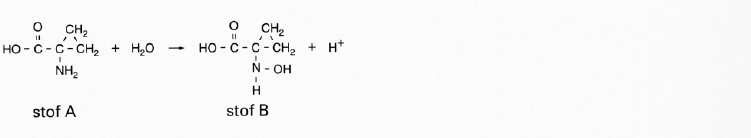 O CH₂ O CH₂
HO - C - C - CH₂ + H₂O → HO - C - C - CH₂ + H⁺
NH₂ N - OH
H
stof A stof B